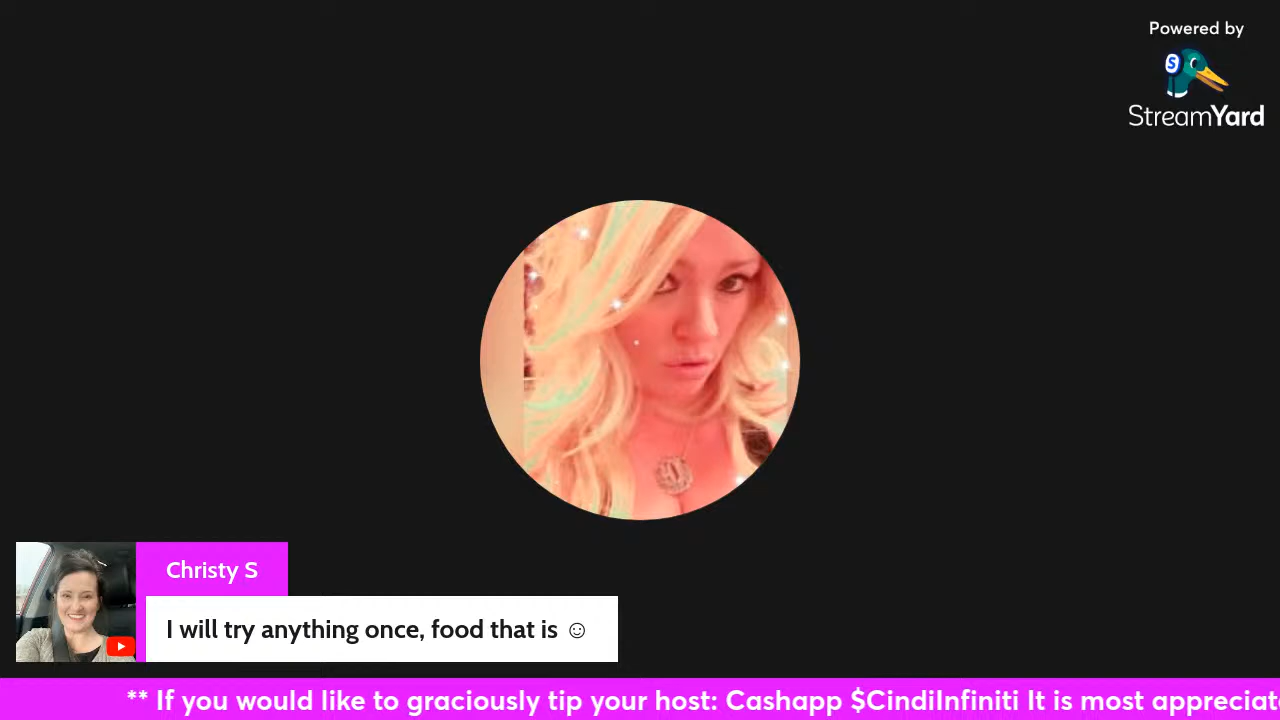 Powered by
S
StreamYard
Christy S
I will try anything once, food that is ☺
** If you would like to graciously tip your host: Cashapp $CindiInfiniti It is most appreciat